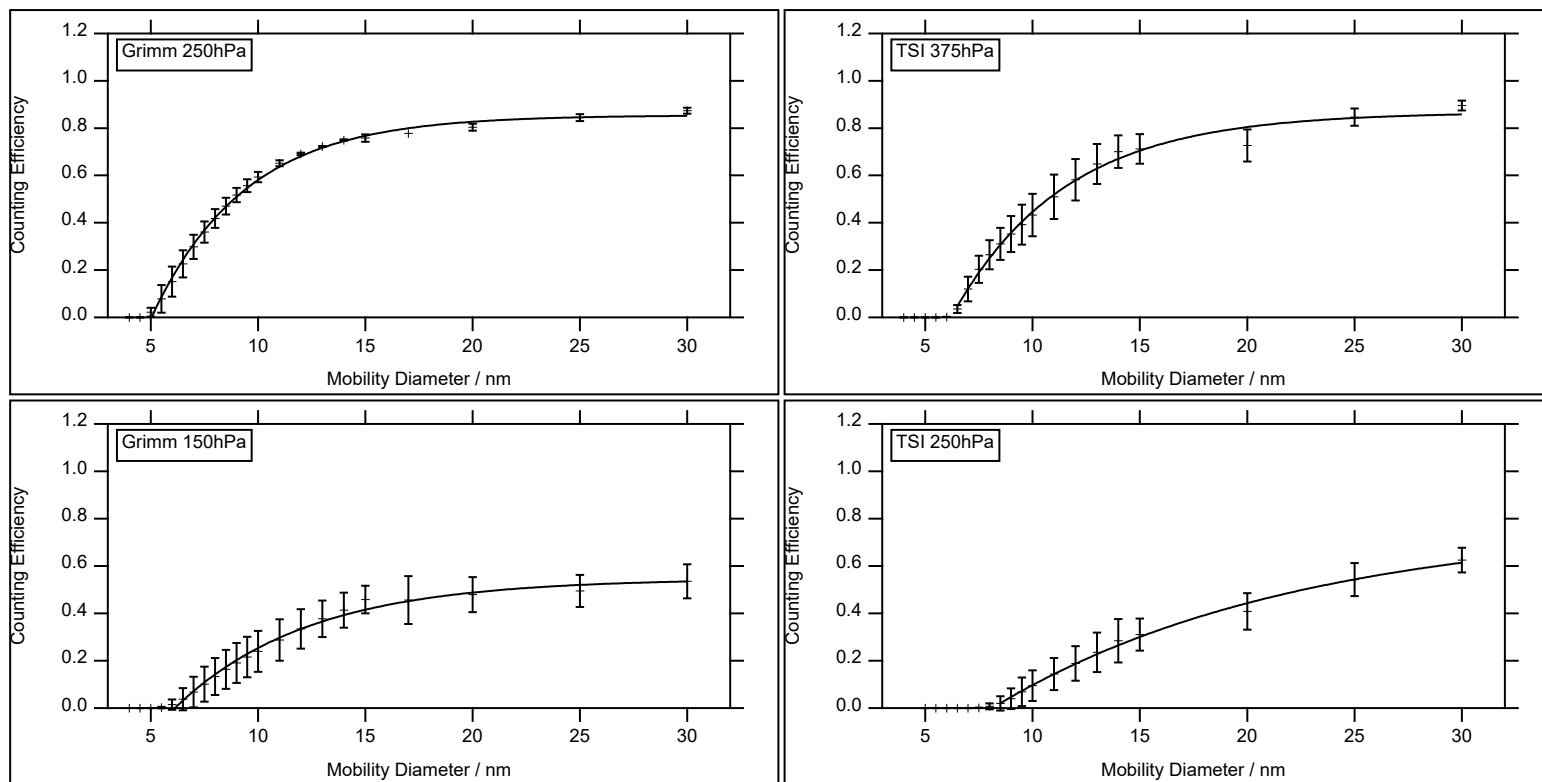 Grimm 250hPa
Counting Efficiency
1.2
1.0
0.8
0.6
0.4
0.2
0.0
5 10 15 20 25 30
Mobility Diameter / nm
TSI 375hPa
Counting Efficiency
1.2
1.0
0.8
0.6
0.4
0.2
0.0
5 10 15 20 25 30
Mobility Diameter / nm
Grimm 150hPa
Counting Efficiency
1.2
1.0
0.8
0.6
0.4
0.2
0.0
5 10 15 20 25 30
Mobility Diameter / nm
TSI 250hPa
Counting Efficiency
1.2
1.0
0.8
0.6
0.4
0.2
0.0
5 10 15 20 25 30
Mobility Diameter / nm